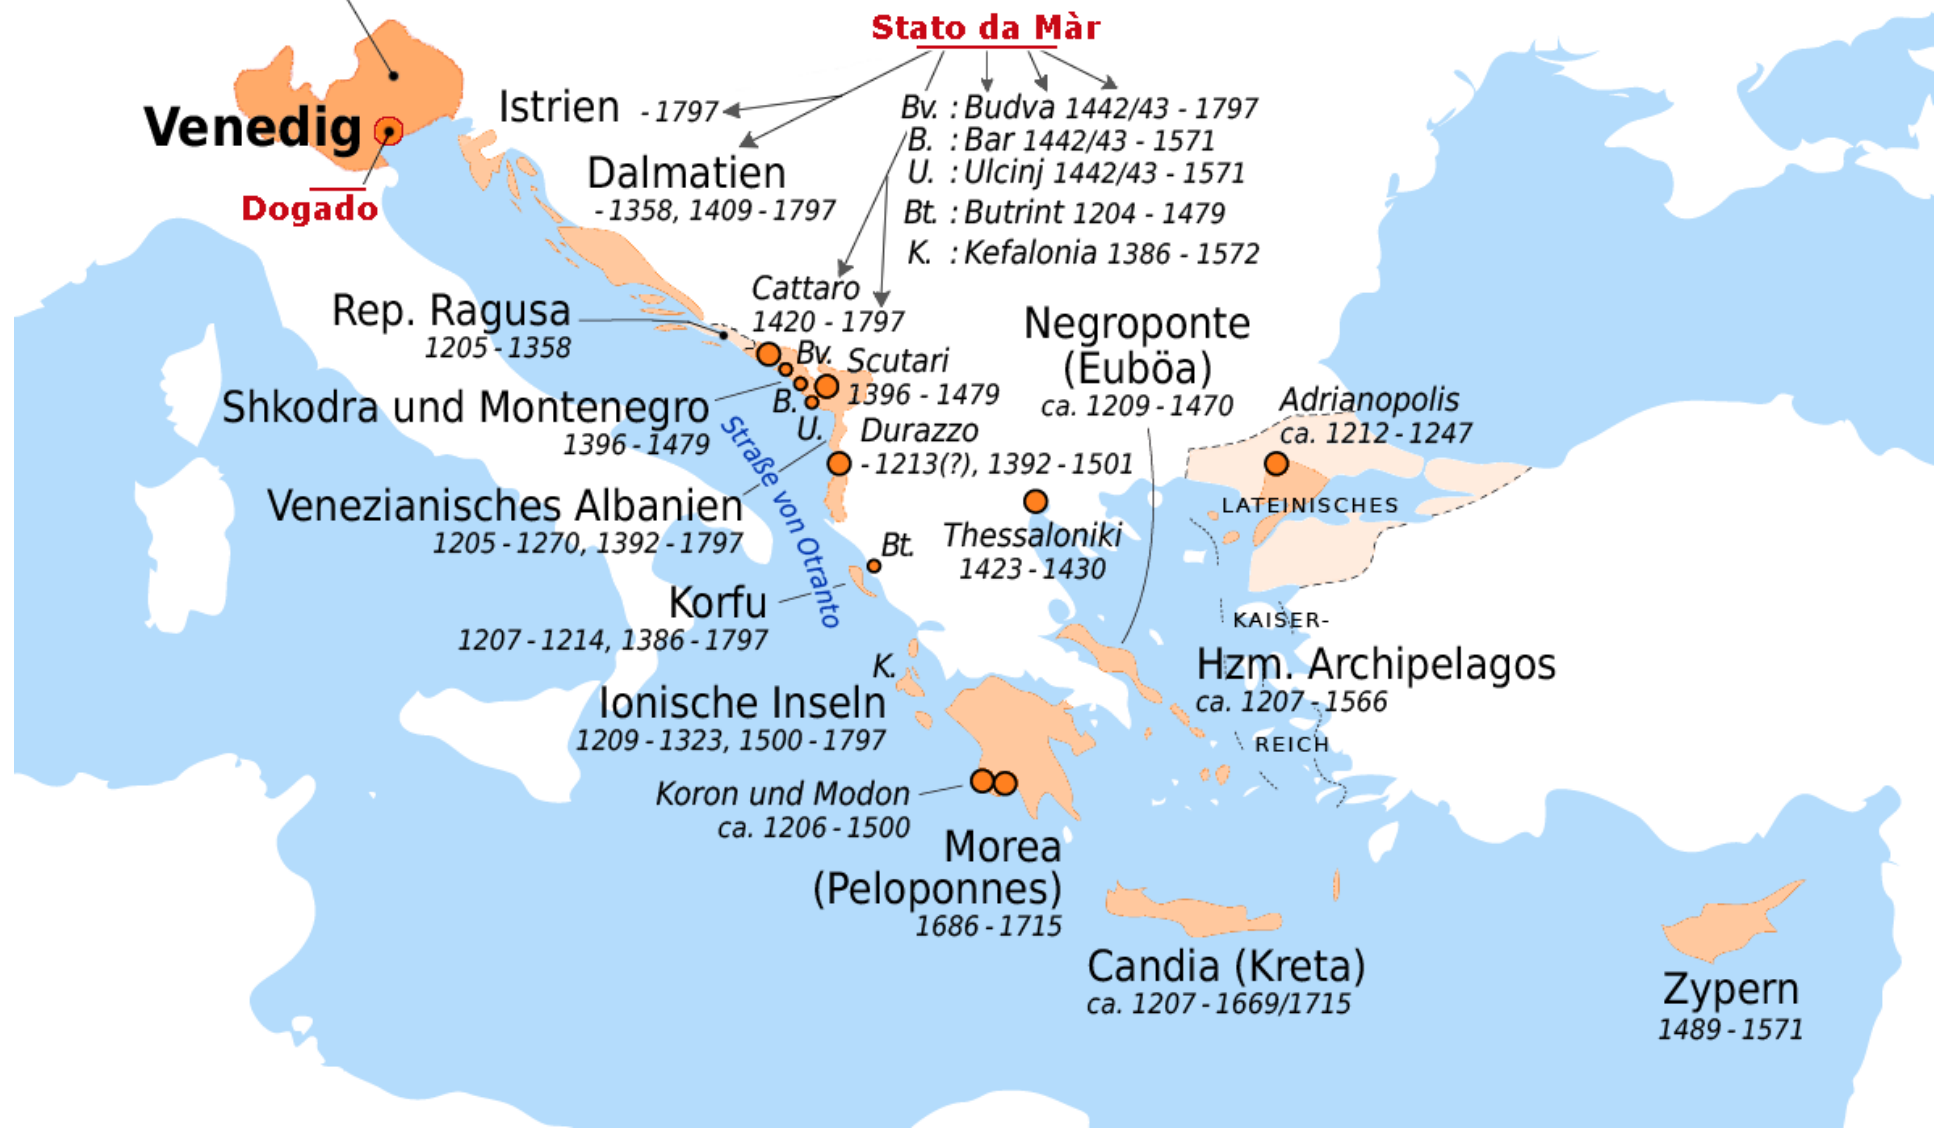 Stato da Màr
Venedig
Dogado
Istrien - 1797
Dalmatien
- 1358, 1409 - 1797
Bv. : Budva 1442/43 - 1797
B. : Bar 1442/43 - 1571
U. : Ulcinj 1442/43 - 1571
Bt. : Butrint 1204 - 1479
K. : Kefalonia 1386 - 1572
Cattaro
1420 - 1797
Rep. Ragusa
1205 - 1358
Bv.
Scutari
1396 - 1479
Negroponte
(Euböa)
ca. 1209 - 1470
Shkodra und Montenegro
1396 - 1479
B.
U.
Durazzo
- 1213(?), 1392 - 1501
Adrianopolis
ca. 1212 - 1247
Straße von Otranto
Venezianisches Albanien
1205 - 1270, 1392 - 1797
LATEINISCHES
Thessaloniki
1423 - 1430
Bt.
Korfu
1207 - 1214, 1386 - 1797
KAISER-
K.
Hzm. Archipelagos
ca. 1207 - 1566
Ionische Inseln
1209 - 1323, 1500 - 1797
REICH
Koron und Modon
ca. 1206 - 1500
Morea
(Peloponnes)
1686 - 1715
Candia (Kreta)
ca. 1207 - 1669/1715
Zypern
1489 - 1571